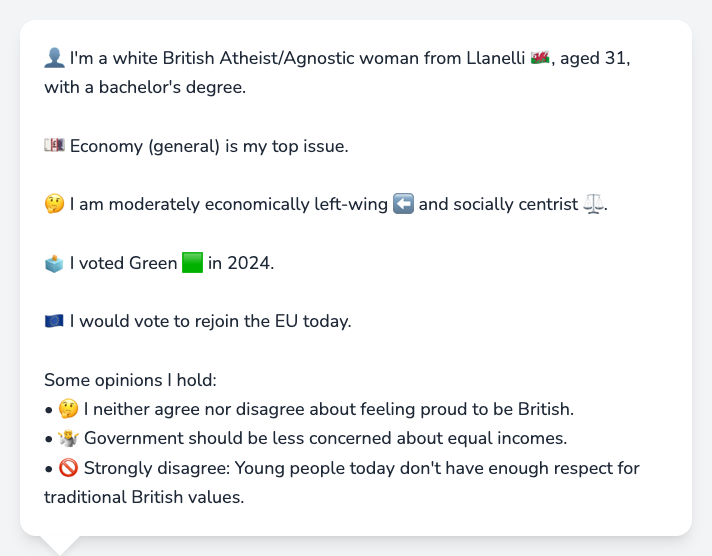 👤 I'm a white British Atheist/Agnostic woman from Llanelli 🏴󠁧󠁢󠁷󠁬󠁳󠁿, aged 31,
with a bachelor's degree.
💷 Economy (general) is my top issue.
🤔 I am moderately economically left-wing ⬅️ and socially centrist ⚖️.
🗳️ I voted Green 🟩 in 2024.
🇪🇺 I would vote to rejoin the EU today.
Some opinions I hold:
• 🤔 I neither agree nor disagree about feeling proud to be British.
• 🤷 Government should be less concerned about equal incomes.
• 🚫 Strongly disagree: Young people today don't have enough respect for
traditional British values.